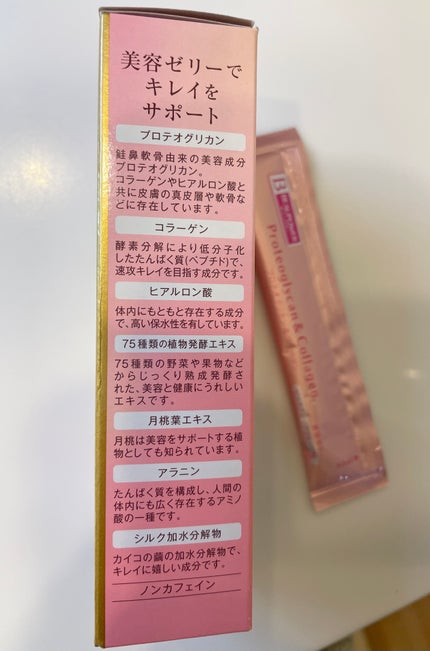 美容ゼリーで
キレイを
サポート
プロテオグリカン
鮭鼻軟骨由来の美容成分
プロテオグリカン。
コラーゲンやヒアルロン酸と
共に皮膚の真皮層や軟骨な
どに存在しています。
コラーゲン
酵素分解により低分子化
したたんぱく質(ペプチド)で、
速攻キレイを目指す成分です。
ヒアルロン酸
体内にもともと存在する成分
で、高い保水性を有しています。
75種類の植物発酵エキス
75種類の野菜や果物など
からじっくり熟成発酵さ
れた、美容と健康にうれしい
エキスです。
月桃葉エキス
月桃は美容をサポートする植
物としても知られています。
アラニン
たんぱく質を構成し、人間の
体内にも広く存在するアミノ
酸の一種です。
シルク加水分解物
カイコの繭の加水分解物で、
キレイに嬉しい成分です。
ノンカフェイン
Proteoglycan & Collagen